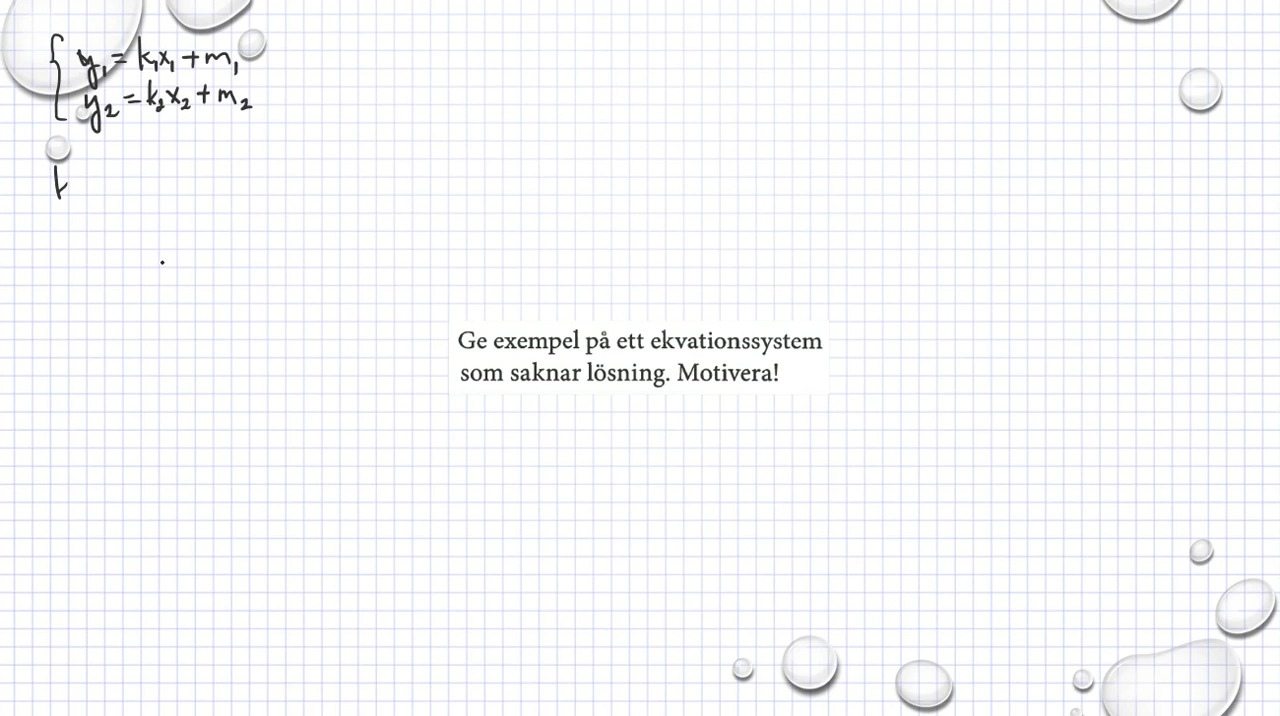 { y₁ = k₁x₁ + m₁
y₂ = k₂x₂ + m₂
k
Ge exempel på ett ekvationssystem
som saknar lösning. Motivera!